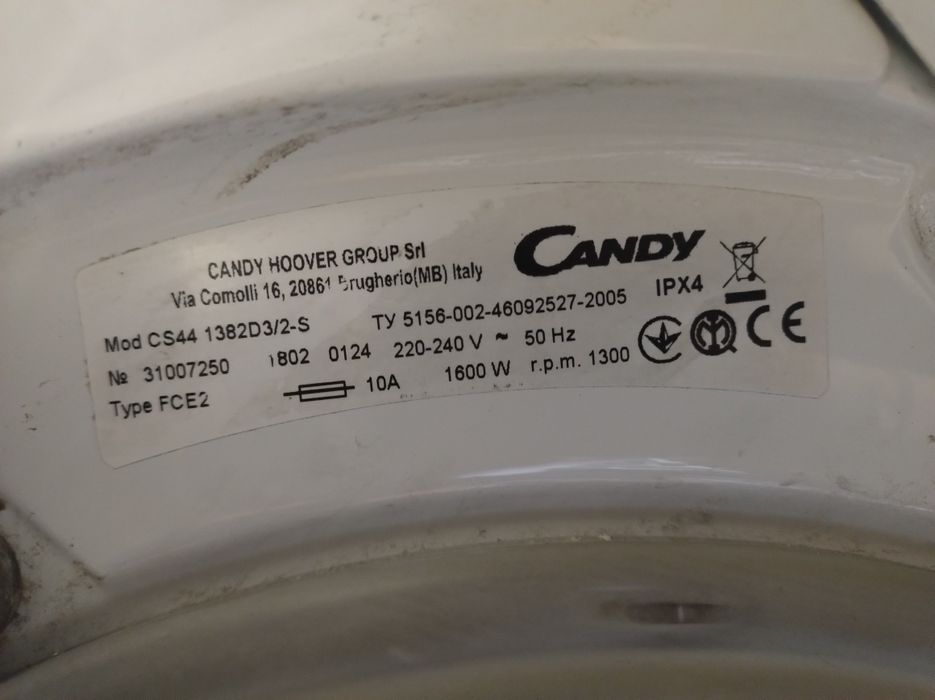 CANDY HOOVER GROUP Srl
Via Comolli 16, 20861 Brugherio(MB) Italy
CANDY
Mod CS44 1382D3/2-S
ТУ 5156-002-46092527-2005
IPX4
№ 31007250 1802 0124 220-240 V ~ 50 Hz
Type FCE2 10A 1600 W r.p.m. 1300
CE